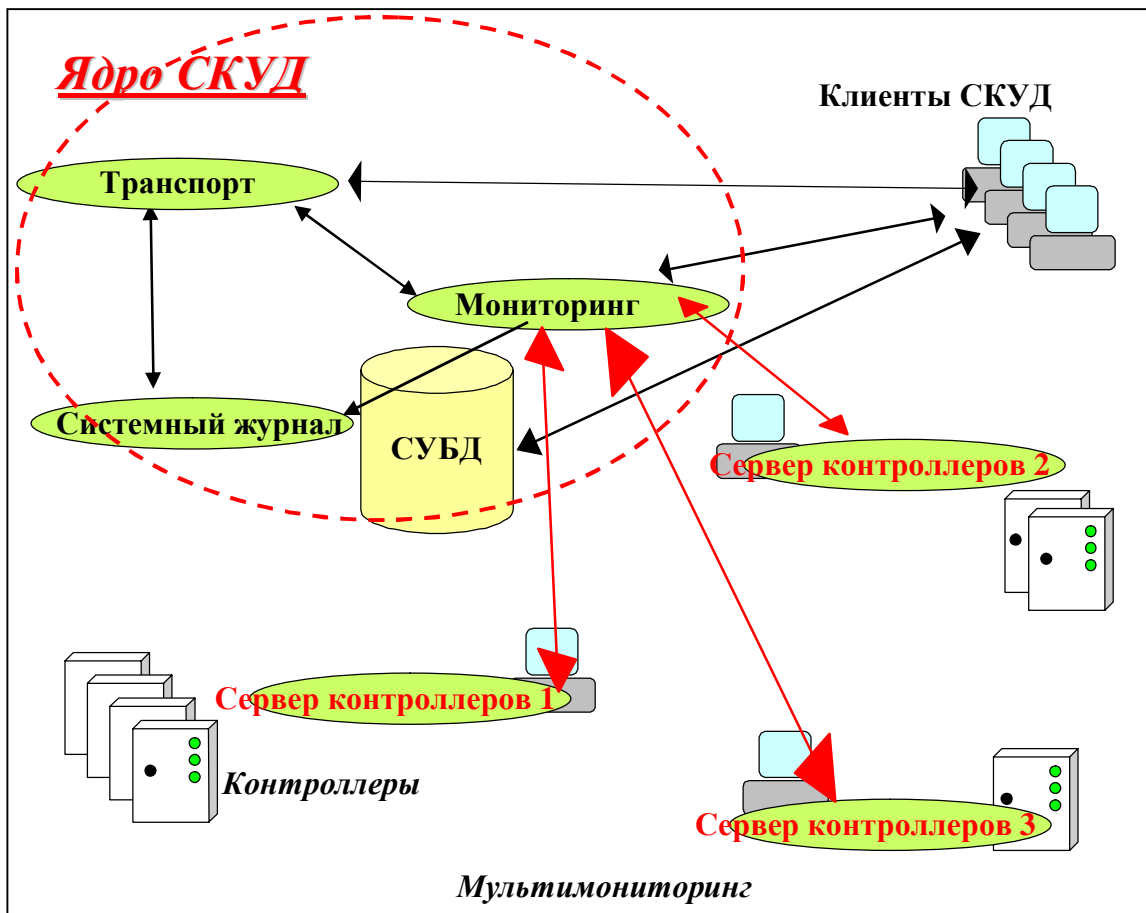 Ядро СКУД
Клиенты СКУД
Транспорт
Мониторинг
Системный журнал
СУБД
Сервер контроллеров 2
Сервер контроллеров 1
Контроллеры
Сервер контроллеров 3
Мультимониторинг